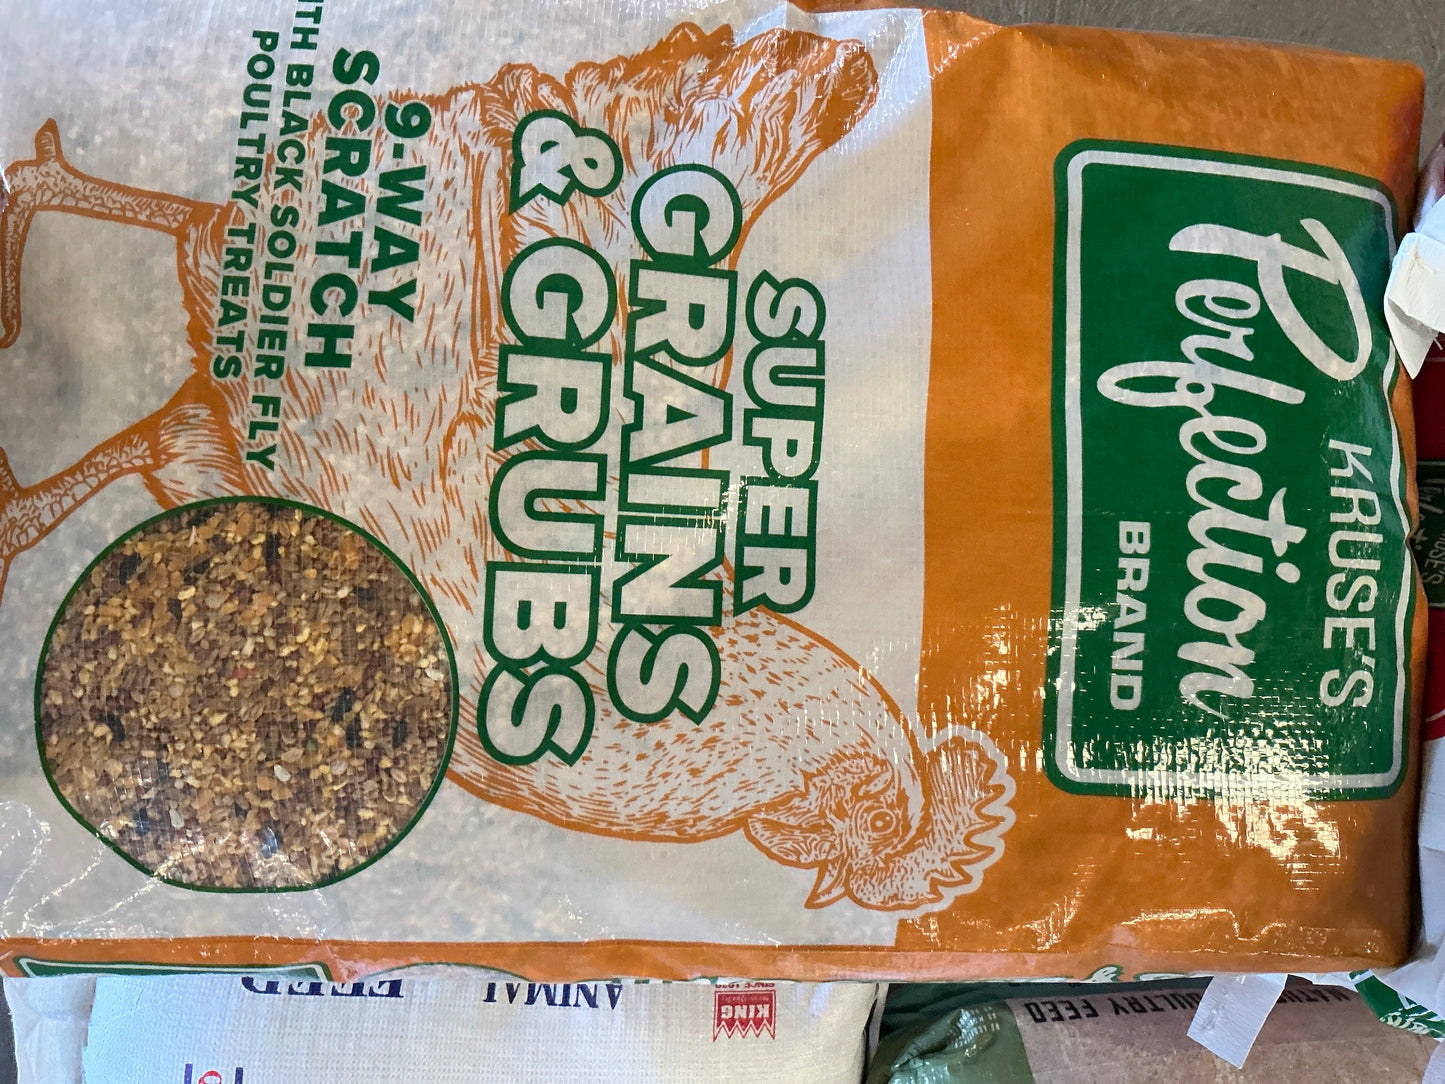 KRUSE'S
Perfection
BRAND
SUPER
GRAINS
& GRUBS
9-WAY
SCRATCH
BLACK SOLDIER FLY
POULTRY TREATS
KING
SINCE
ANIMAL
FEED
POULTRY FEED